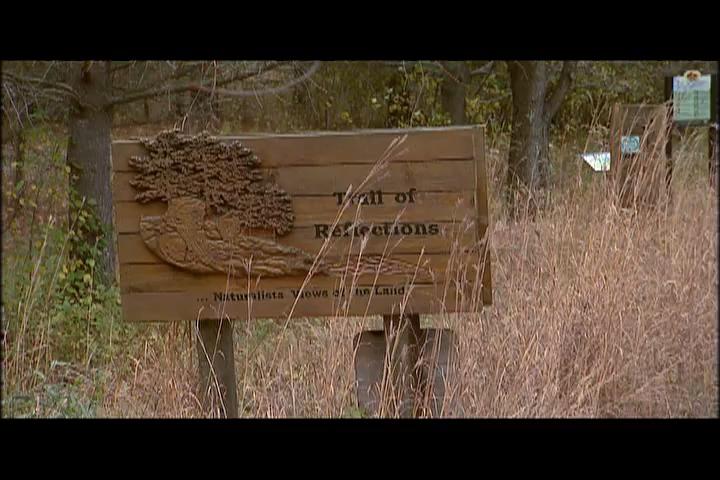 Trail of
Reflections
... Naturalists Views of the Land